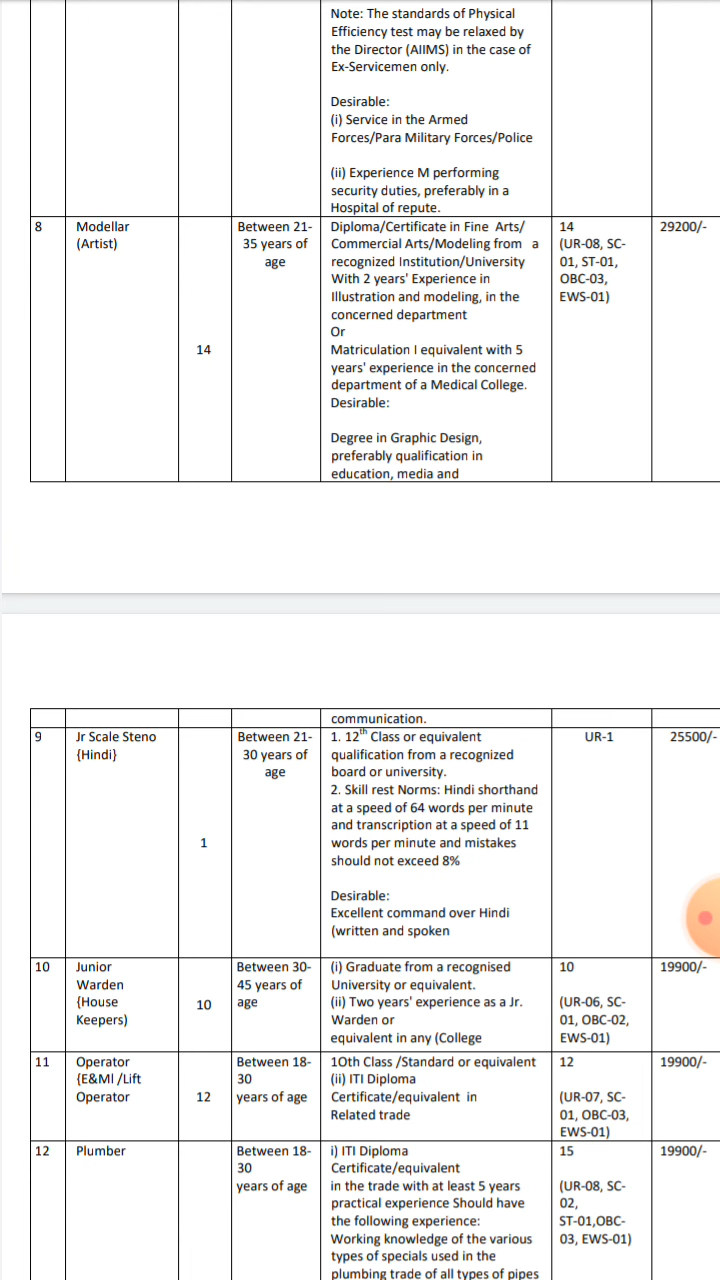 Note: The standards of Physical
Efficiency test may be relaxed by
the Director (AIIMS) in the case of
Ex-Servicemen only.
Desirable:
(i) Service in the Armed
Forces/Para Military Forces/Police
(ii) Experience M performing
security duties, preferably in a
Hospital of repute.
8
Modellar
(Artist)
14
Between 21-
35 years of
age
Diploma/Certificate in Fine Arts/
Commercial Arts/Modeling from a
recognized Institution/University
With 2 years' Experience in
Illustration and modeling, in the
concerned department
Or
Matriculation I equivalent with 5
years' experience in the concerned
department of a Medical College.
Desirable:
Degree in Graphic Design,
preferably qualification in
education, media and
14
(UR-08, SC-
01, ST-01,
OBC-03,
EWS-01)
29200/-
communication.
9
Jr Scale Steno
{Hindi}
1
Between 21-
30 years of
age
1. 12th Class or equivalent
qualification from a recognized
board or university.
2. Skill rest Norms: Hindi shorthand
at a speed of 64 words per minute
and transcription at a speed of 11
words per minute and mistakes
should not exceed 8%
Desirable:
Excellent command over Hindi
(written and spoken
UR-1
25500/-
10
Junior
Warden
{House
Keepers)
10
Between 30-
45 years of
age
(i) Graduate from a recognised
University or equivalent.
(ii) Two years' experience as a Jr.
Warden or
equivalent in any (College
10
(UR-06, SC-
01, OBC-02,
EWS-01)
19900/-
11
Operator
{E&Ml /Lift
Operator
12
Between 18-
30
years of age
1Oth Class /Standard or equivalent
(ii) ITI Diploma
Certificate/equivalent in
Related trade
12
(UR-07, SC-
01, OBC-03,
EWS-01)
19900/-
12
Plumber
Between 18-
30
years of age
i) ITI Diploma
Certificate/equivalent
in the trade with at least 5 years
practical experience Should have
the following experience:
Working knowledge of the various
types of specials used in the
plumbing trade of all types of pipes
15
(UR-08, SC-
02,
ST-01,OBC-
03, EWS-01)
19900/-